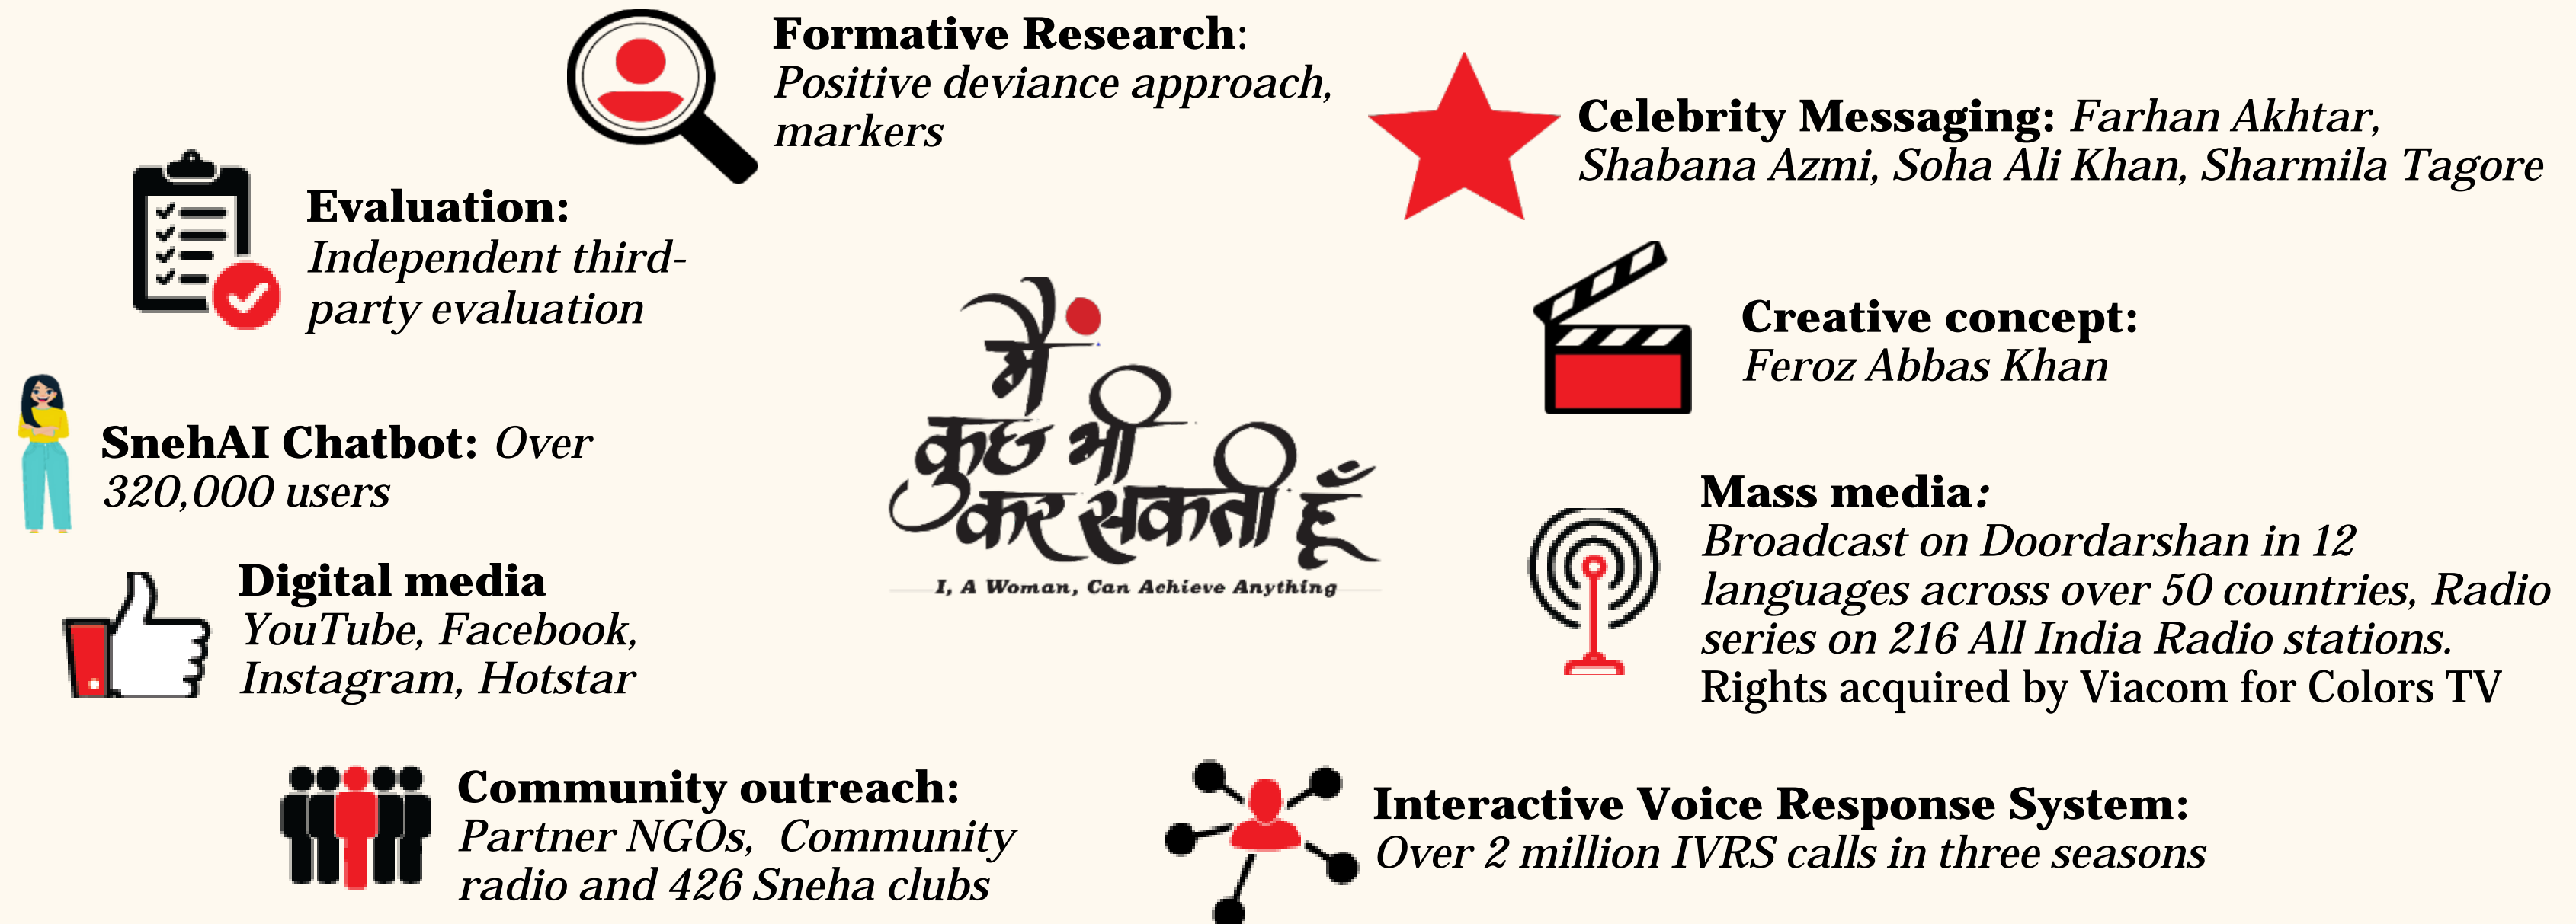 Formative Research:
Positive deviance approach,
markers
Celebrity Messaging: Farhan Akhtar,
Shabana Azmi, Soha Ali Khan, Sharmila Tagore
Evaluation:
Independent third-
party evaluation
Creative concept:
Feroz Abbas Khan
मैं
कुछ भी
कर सकती हूँ
I, A Woman, Can Achieve Anything
SnehAI Chatbot: Over
320,000 users
Mass media:
Broadcast on Doordarshan in 12
languages across over 50 countries, Radio
series on 216 All India Radio stations.
Rights acquired by Viacom for Colors TV
Digital media
YouTube, Facebook,
Instagram, Hotstar
Community outreach:
Partner NGOs, Community
radio and 426 Sneha clubs
Interactive Voice Response System:
Over 2 million IVRS calls in three seasons